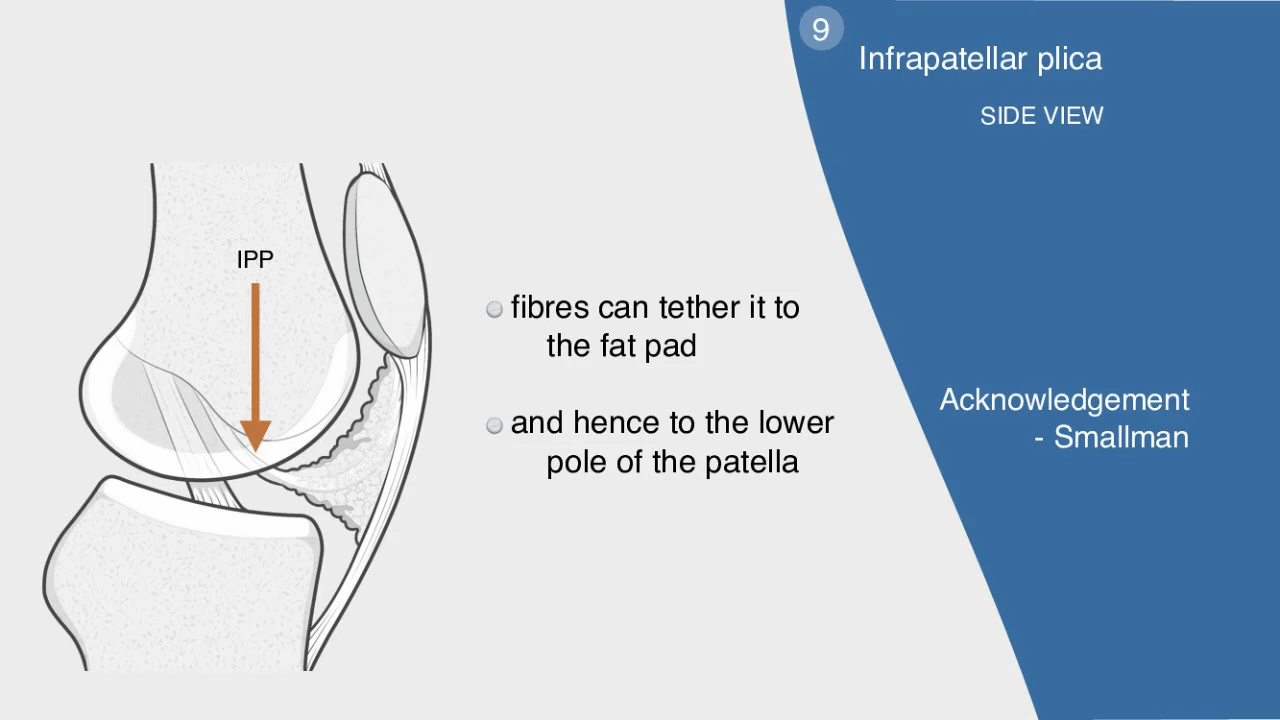 9
Infrapatellar plica
SIDE VIEW
IPP
fibres can tether it to
the fat pad
and hence to the lower
pole of the patella
Acknowledgement
- Smallman